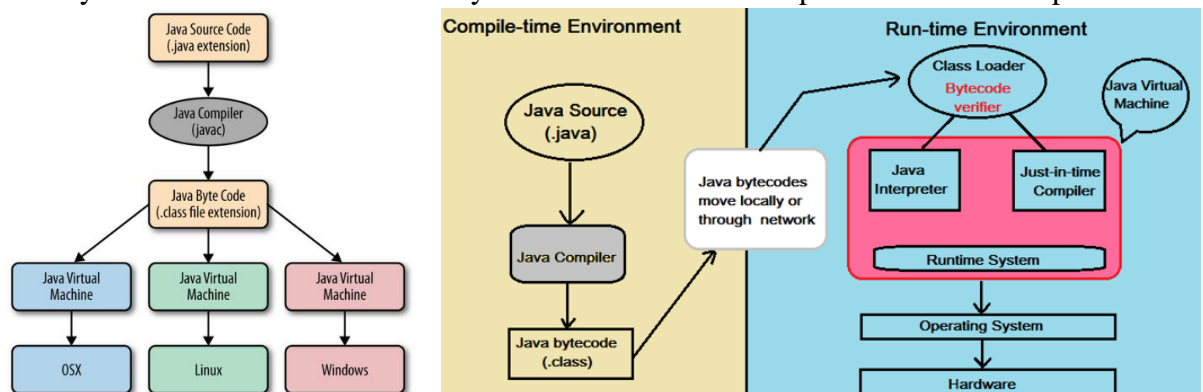 Java Source Code
(.java extension)
Java Compiler
(javac)
Java Byte Code
(.class file extension)
Java Virtual
Machine
Java Virtual
Machine
Java Virtual
Machine
OSX
Linux
Windows
Compile-time Environment
Java Source
(.java)
Java Compiler
Java bytecode
(.class)
Java bytecodes
move locally or
through network
Run-time Environment
Class Loader
Bytecode
verifier
Java Virtual
Machine
Java
Interpreter
Just-in-time
Compiler
Runtime System
Operating System
Hardware